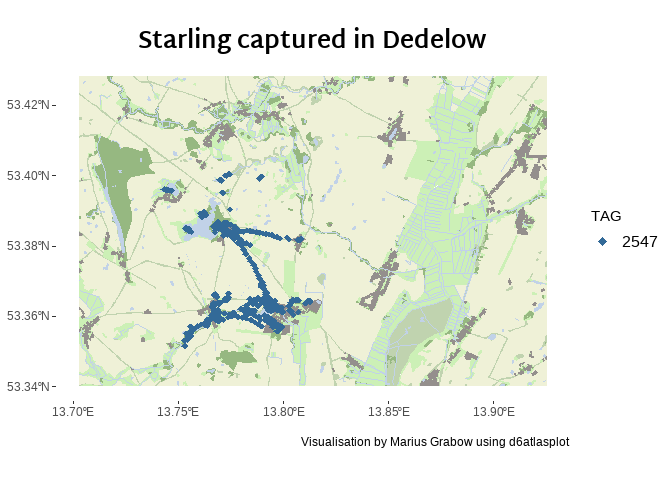 Starling captured in Dedelow
53.42°N
53.40°N
53.38°N
53.36°N
53.34°N
13.70°E
13.75°E
13.80°E
13.85°E
13.90°E
TAG
2547
Visualisation by Marius Grabow using d6atlasplot